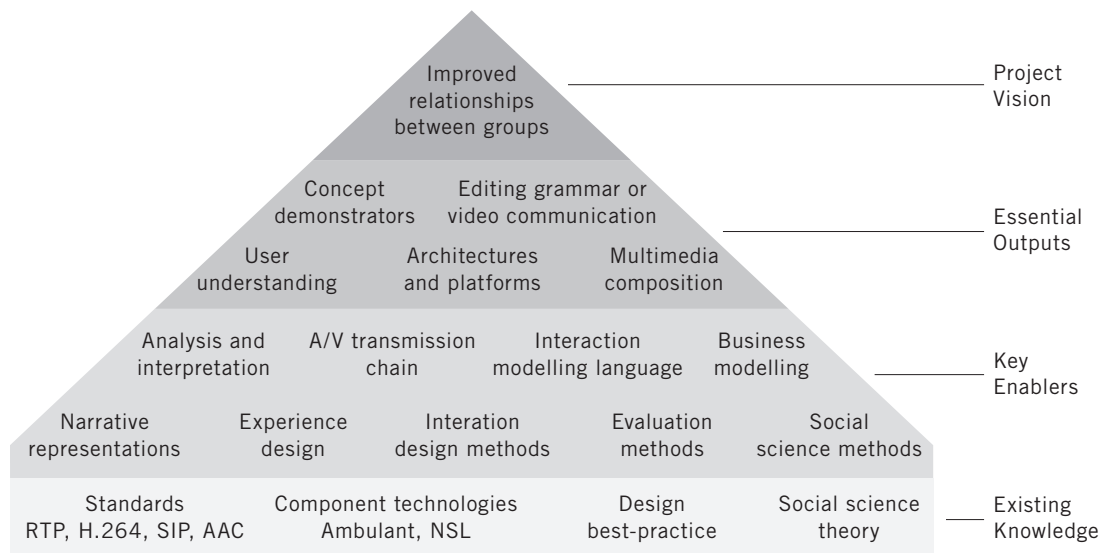 Improved
relationships
between groups
Project
Vision
Concept
demonstrators
Editing grammar or
video communication
User
understanding
Architectures
and platforms
Multimedia
composition
Essential
Outputs
Analysis and
interpretation
A/V transmission
chain
Interaction
modelling language
Business
modelling
Narrative
representations
Experience
design
Interation
design methods
Evaluation
methods
Social
science methods
Key
Enablers
Standards
RTP, H.264, SIP, AAC
Component technologies
Ambulant, NSL
Design
best-practice
Social science
theory
Existing
Knowledge